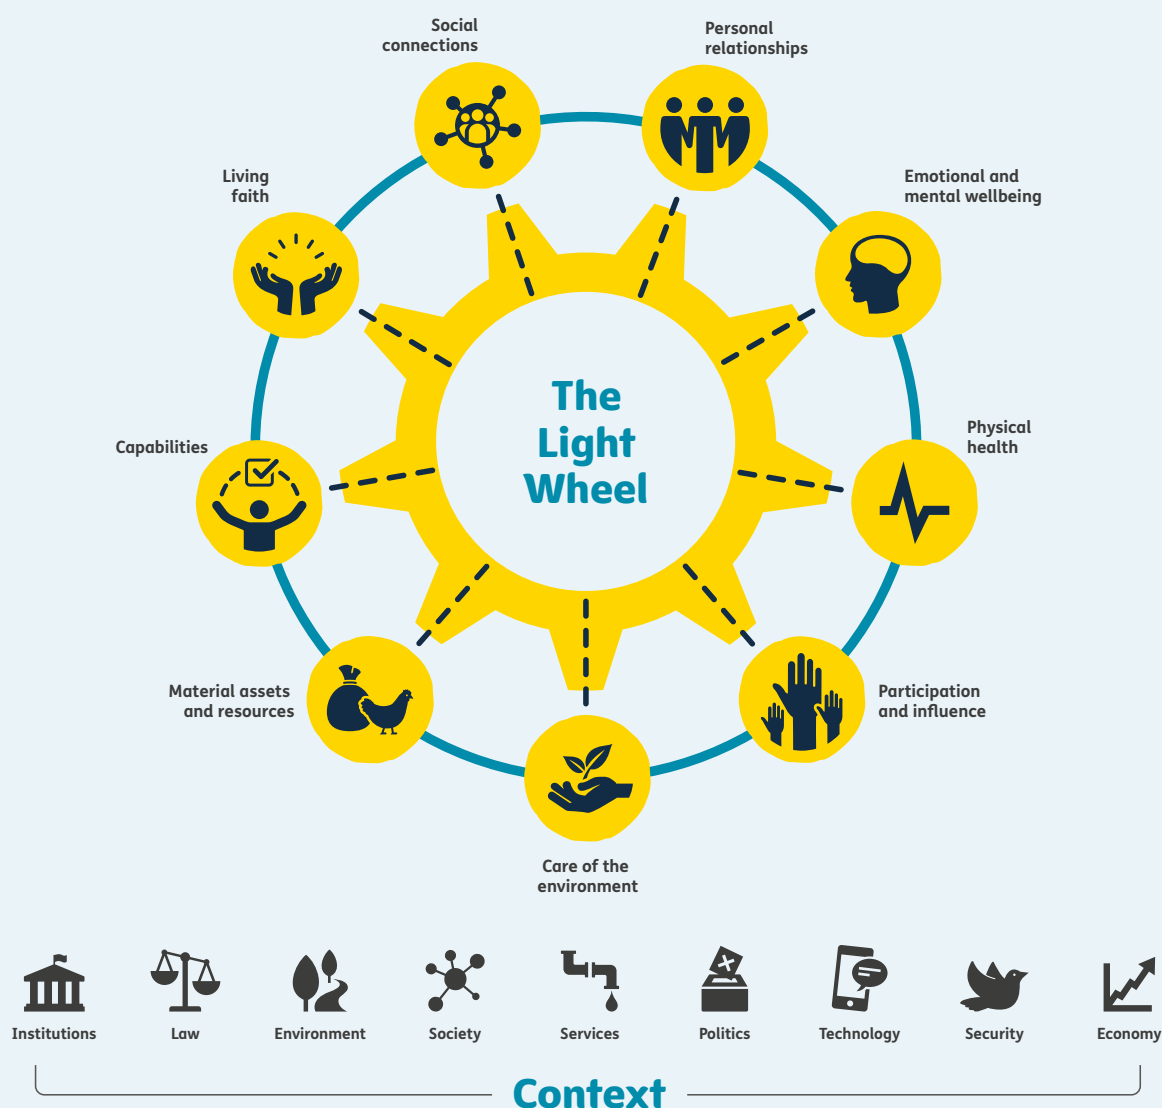 Social
connections
Personal
relationships
Living
faith
Emotional and
mental wellbeing
The
Light
Wheel
Capabilities
Physical
health
Material assets
and resources
Participation
and influence
Care of the
environment
Institutions
Law
Environment
Society
Services
Politics
Technology
Security
Economy
Context